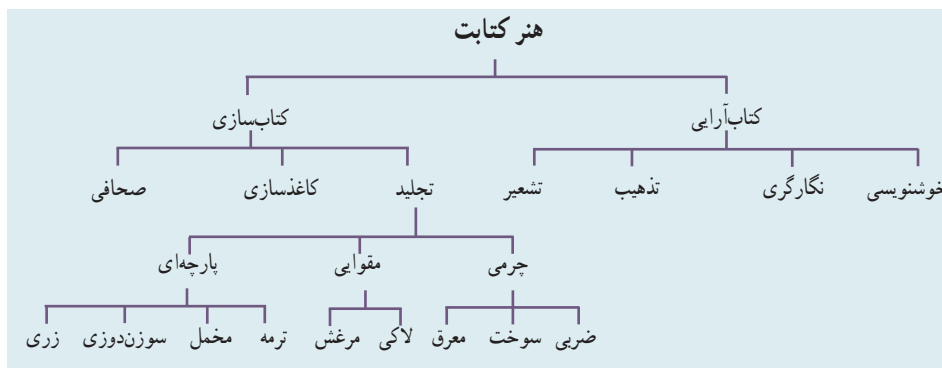 هنر کتابت
کتاب‌آرایی کتاب‌سازی
خوشنویسی نگارگری تذهیب تشعیر تجلید کاغذسازی صحافی
چرمی مقوایی پارچه‌ای
ضربی سوخت معرق لاکی مرغش ترمه مخمل سوزن‌دوزی زری